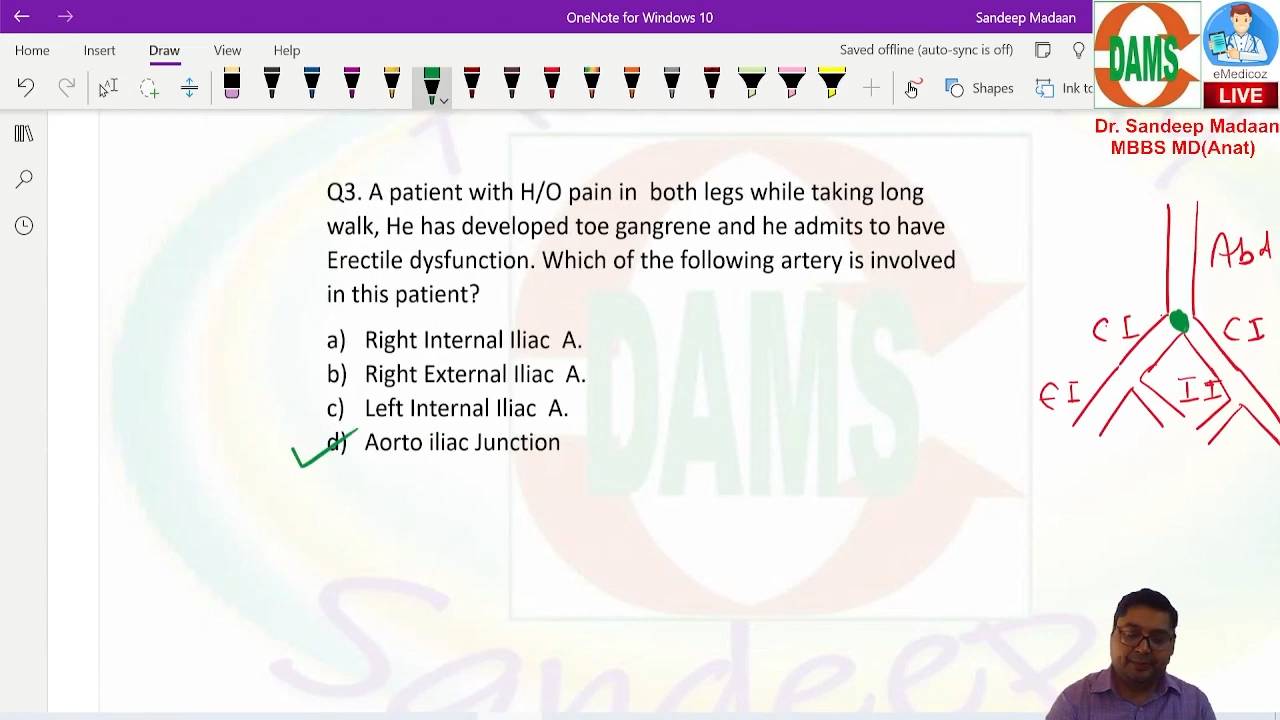 OneNote for Windows 10
Sandeep Madaan
Home Insert Draw View Help
Saved offline (auto-sync is off)
Shapes
Ink to
DAMS
eMedicoz
LIVE
Dr. Sandeep Madaan
MBBS MD(Anat)
Q3. A patient with H/O pain in both legs while taking long
walk, He has developed toe gangrene and he admits to have
Erectile dysfunction. Which of the following artery is involved
in this patient?
a) Right Internal Iliac A.
b) Right External Iliac A.
c) Left Internal Iliac A.
d) Aorto iliac Junction
Abd
CI CI
EI II
DAMS
Sandeep